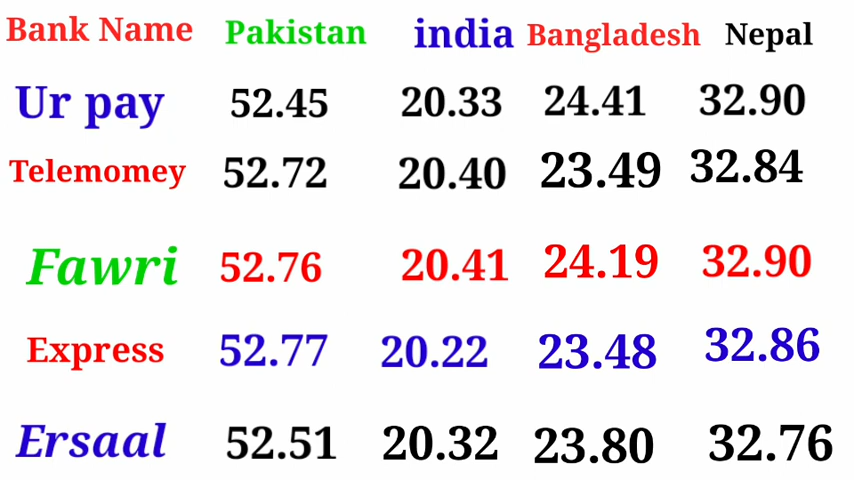 Bank Name Pakistan india Bangladesh Nepal
Ur pay 52.45 20.33 24.41 32.90
Telemomey 52.72 20.40 23.49 32.84
Fawri 52.76 20.41 24.19 32.90
Express 52.77 20.22 23.48 32.86
Ersaal 52.51 20.32 23.80 32.76